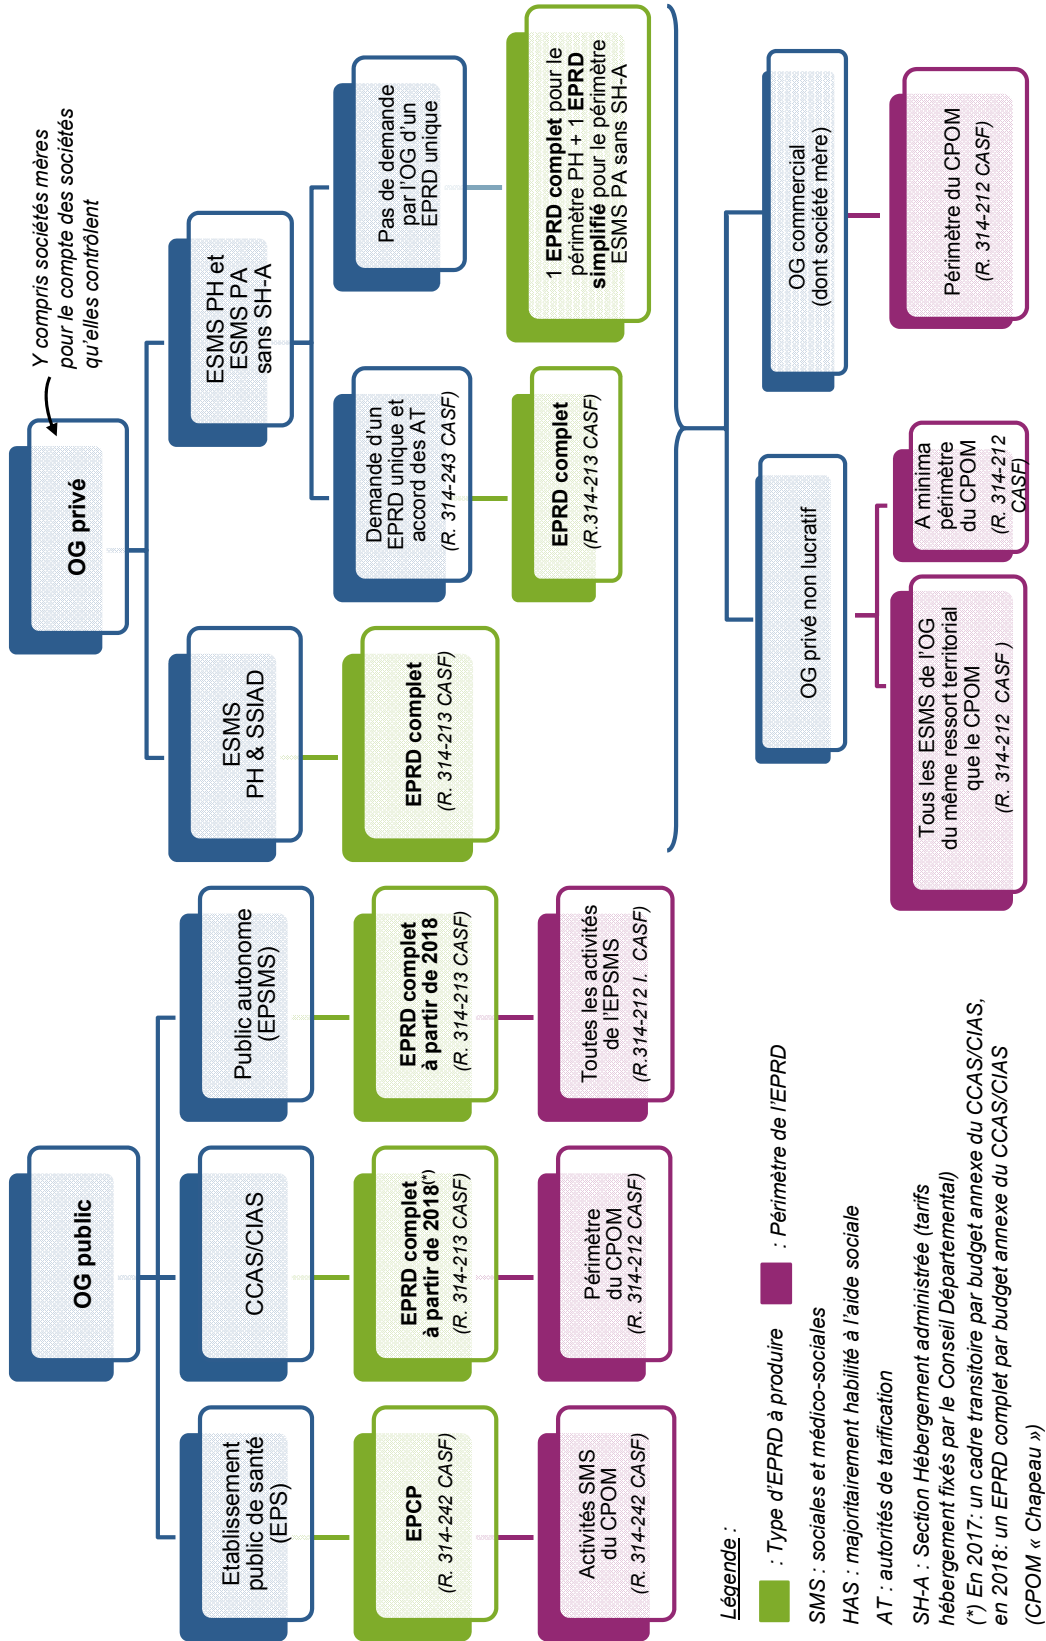 OG public
Etablissement
public de santé
(EPS)
EPCP
(R. 314-242 CASF)
Activités SMS
du CPOM
(R. 314-242 CASF)
CCAS/CIAS
EPRD complet
à partir de 2018(*)
(R. 314-213 CASF)
Périmètre
du CPOM
(R. 314-212 CASF)
Public autonome
(EPSMS)
EPRD complet
à partir de 2018
(R. 314-213 CASF)
Toutes les activités
de l'EPSMS
(R.314-212 I. CASF)
OG privé
Y compris sociétés mères
pour le compte des sociétés
qu'elles contrôlent
ESMS
PH & SSIAD
EPRD complet
(R. 314-213 CASF)
ESMS PH et
ESMS PA
sans SH-A
Demande d'un
EPRD unique et
accord des AT
(R. 314-243 CASF)
EPRD complet
(R.314-213 CASF)
Pas de demande
par l'OG d'un
EPRD unique
1 EPRD complet pour le
périmètre PH + 1 EPRD
simplifié pour le périmètre
ESMS PA sans SH-A
OG privé non lucratif
Tous les ESMS de l'OG
du même ressort territorial
que le CPOM
(R. 314-212 CASF )
A minima
périmètre
du CPOM
(R. 314-212
CASF)
OG commercial
(dont société mère)
Périmètre du CPOM
(R. 314-212 CASF)
Légende :
: Type d'EPRD à produire
: Périmètre de l'EPRD
SMS : sociales et médico-sociales
HAS : majoritairement habilité à l'aide sociale
AT : autorités de tarification
SH-A : Section Hébergement administrée (tarifs
hébergement fixés par le Conseil Départemental)
(*) En 2017: un cadre transitoire par budget annexe du CCAS/CIAS,
en 2018: un EPRD complet par budget annexe du CCAS/CIAS
(CPOM « Chapeau »)